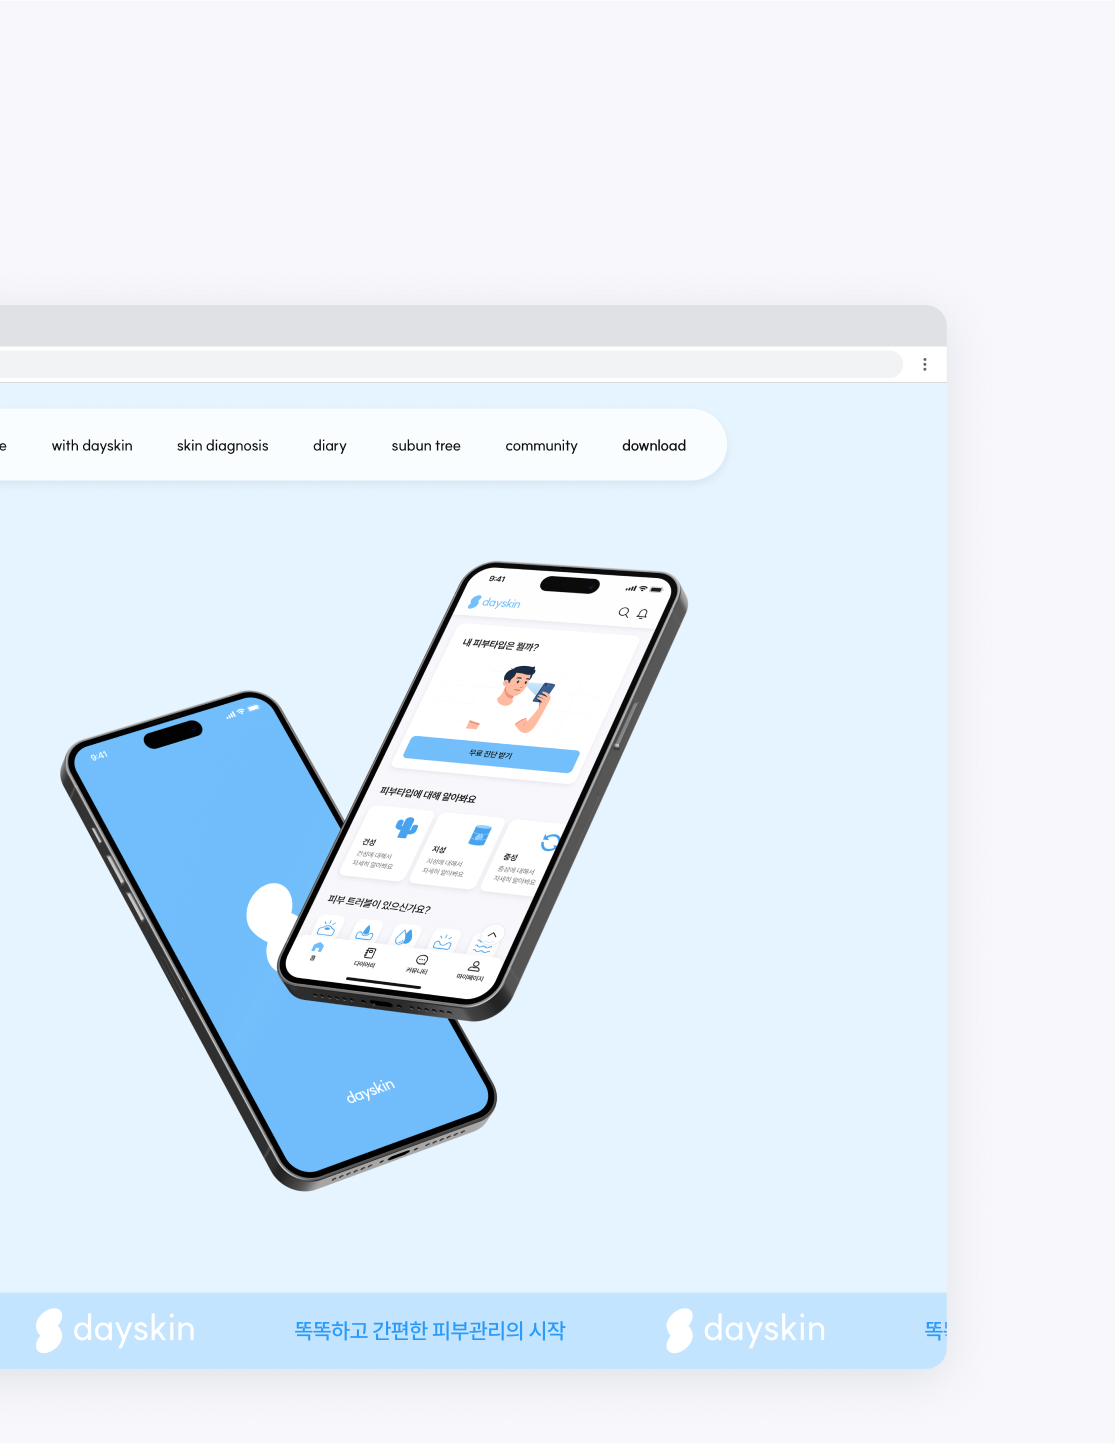 e with dayskin skin diagnosis diary subun tree community download
9:41
dayskin
내 피부타입은 뭘까?
무료 진단 받기
피부타입에 대해 알아봐요
건성
건성에 대해서
자세히 알아봐요
지성
지성에 대해서
자세히 알아봐요
중성
중성에 대해서
자세히 알아봐요
피부 트러블이 있으신가요?
홈 다이어리 커뮤니티 마이페이지
9:41
dayskin
dayskin 똑똑하고 간편한 피부관리의 시작 dayskin 똑